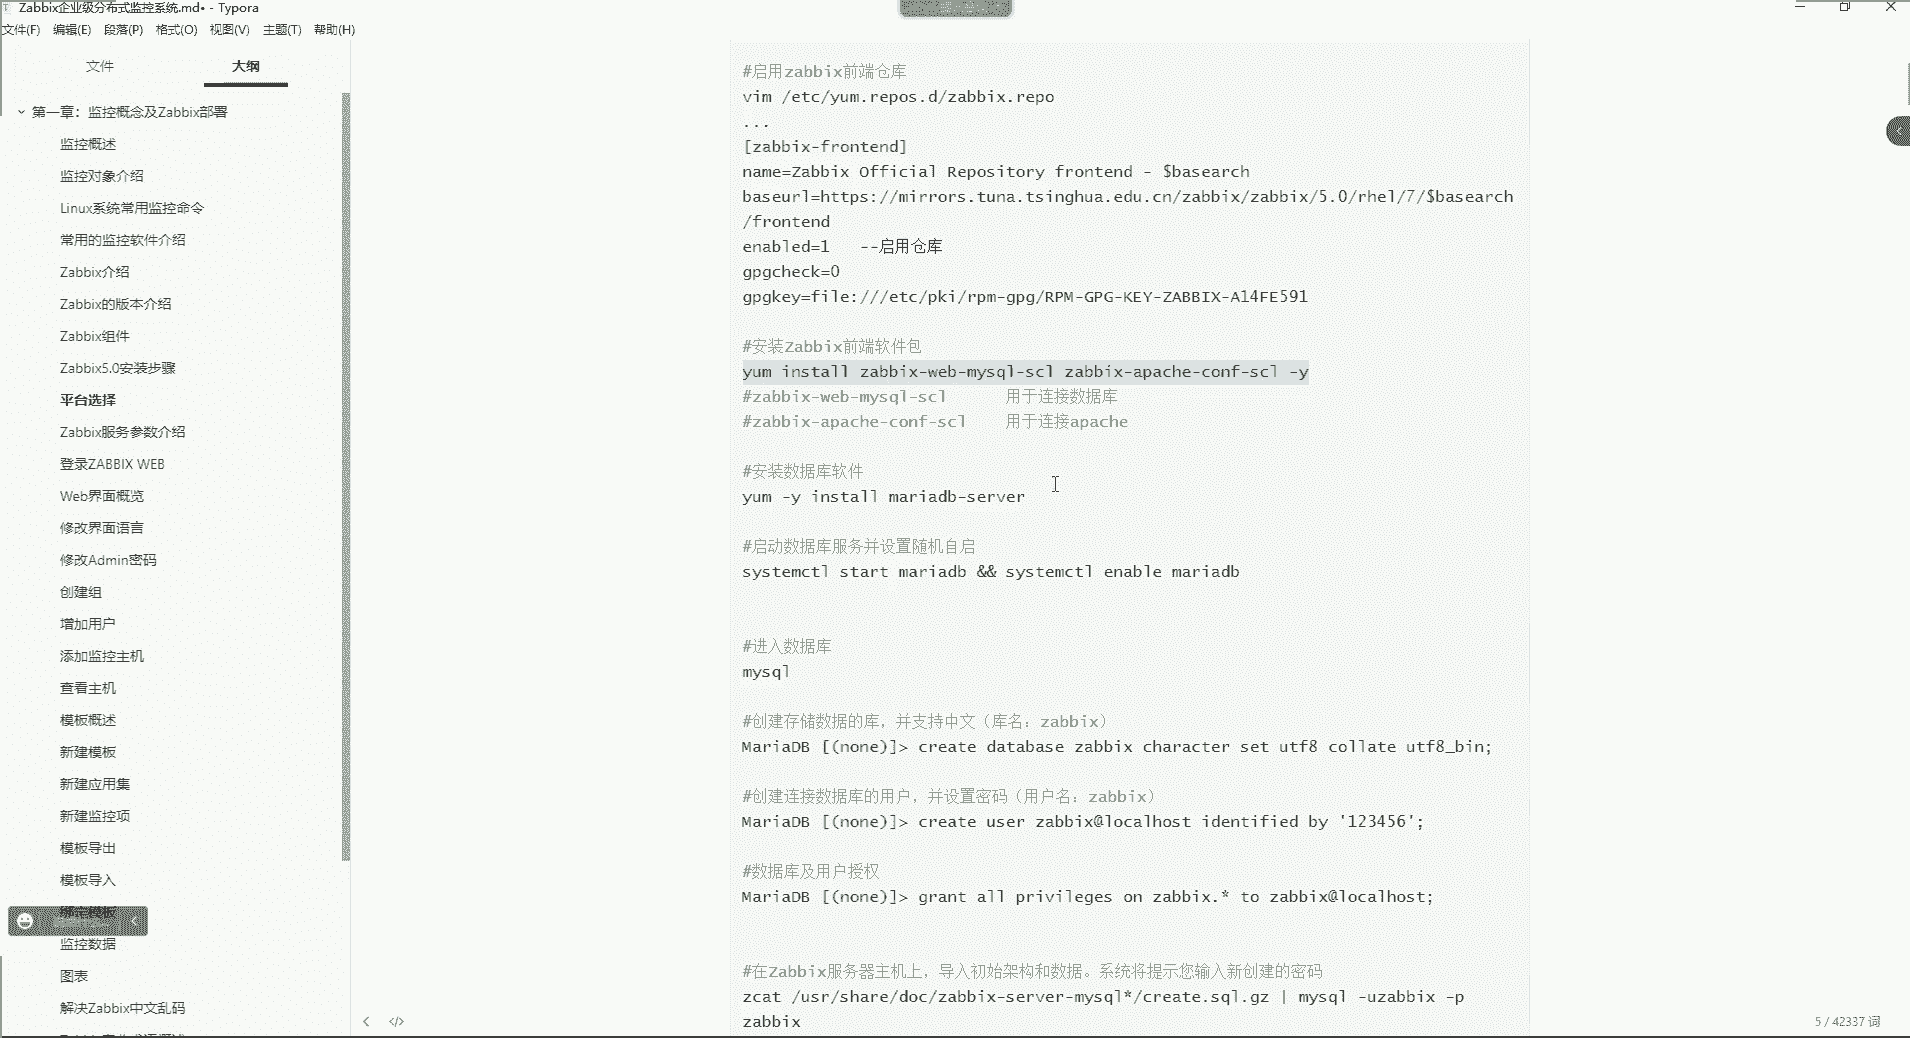 Zabbix企业级分布式监控系统.md• - Typora
文件(F) 编辑(E) 段落(P) 格式(O) 视图(V) 主题(T) 帮助(H)
文件 大纲
第一章：监控概念及Zabbix部署
监控概述
监控对象介绍
Linux系统常用监控命令
常用的监控软件介绍
Zabbix介绍
Zabbix的版本介绍
Zabbix组件
Zabbix5.0安装步骤
平台选择
Zabbix服务参数介绍
登录ZABBIX WEB
Web界面概览
修改界面语言
修改Admin密码
创建组
增加用户
添加监控主机
查看主机
模板概述
新建模板
新建应用集
新建监控项
模板导出
模板导入
绑定模板
监控数据
图表
解决Zabbix中文乱码
#启用zabbix前端仓库
vim /etc/yum.repos.d/zabbix.repo
...
[zabbix-frontend]
name=Zabbix Official Repository frontend - $basearch
baseurl=https://mirrors.tuna.tsinghua.edu.cn/zabbix/zabbix/5.0/rhel/7/$basearch
/frontend
enabled=1   --启用仓库
gpgcheck=0
gpgkey=file:///etc/pki/rpm-gpg/RPM-GPG-KEY-ZABBIX-A14FE591
#安装Zabbix前端软件包
yum install zabbix-web-mysql-scl zabbix-apache-conf-scl -y
#zabbix-web-mysql-scl      用于连接数据库
#zabbix-apache-conf-scl    用于连接apache
#安装数据库软件
yum -y install mariadb-server
#启动数据库服务并设置随机自启
systemctl start mariadb && systemctl enable mariadb
#进入数据库
mysql
#创建存储数据的库，并支持中文（库名：zabbix）
MariaDB [(none)]> create database zabbix character set utf8 collate utf8_bin;
#创建连接数据库的用户，并设置密码（用户名：zabbix）
MariaDB [(none)]> create user zabbix@localhost identified by '123456';
#数据库及用户授权
MariaDB [(none)]> grant all privileges on zabbix.* to zabbix@localhost;
#在Zabbix服务器主机上，导入初始架构和数据。系统将提示您输入新创建的密码
zcat /usr/share/doc/zabbix-server-mysql*/create.sql.gz | mysql -uzabbix -p
zabbix
5 / 42337 词